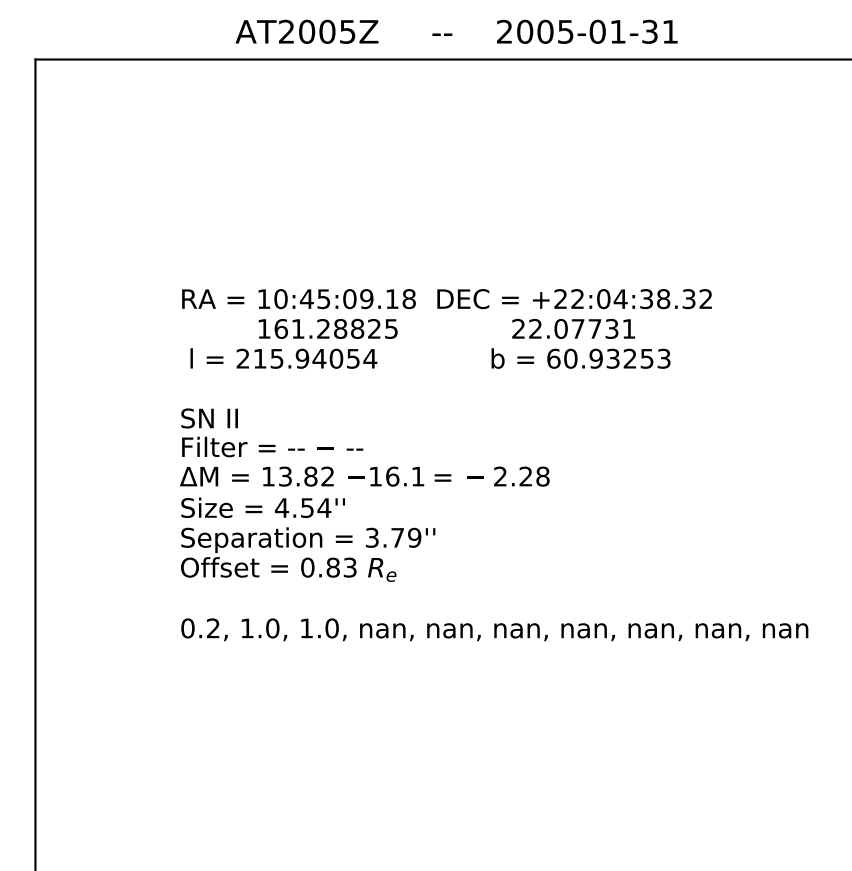 AT2005Z -- 2005-01-31
RA = 10:45:09.18 DEC = +22:04:38.32
161.28825 22.07731
l = 215.94054 b = 60.93253
SN II
Filter = -- − --
ΔM = 13.82 −16.1 = − 2.28
Size = 4.54''
Separation = 3.79''
Offset = 0.83 Re
0.2, 1.0, 1.0, nan, nan, nan, nan, nan, nan, nan